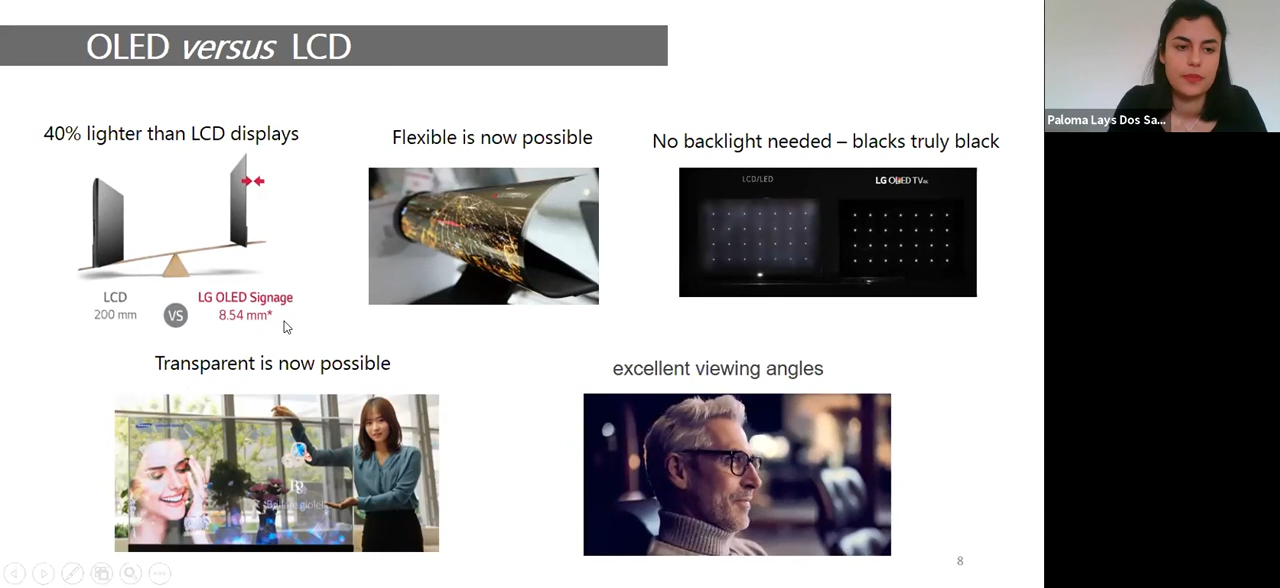 OLED versus LCD
Paloma Lays Dos Sa...
40% lighter than LCD displays
Flexible is now possible
No backlight needed – blacks truly black
LCD/LED
LG OLED TV4K
LCD
200 mm
VS
LG OLED Signage
8.54 mm*
Transparent is now possible
excellent viewing angles
8